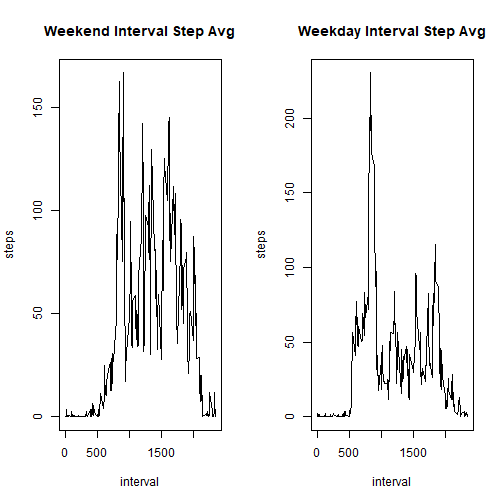 Weekend Interval Step Avg
steps
150
100
50
0
0 500 1500
interval
Weekday Interval Step Avg
steps
200
150
100
50
0
0 500 1500
interval